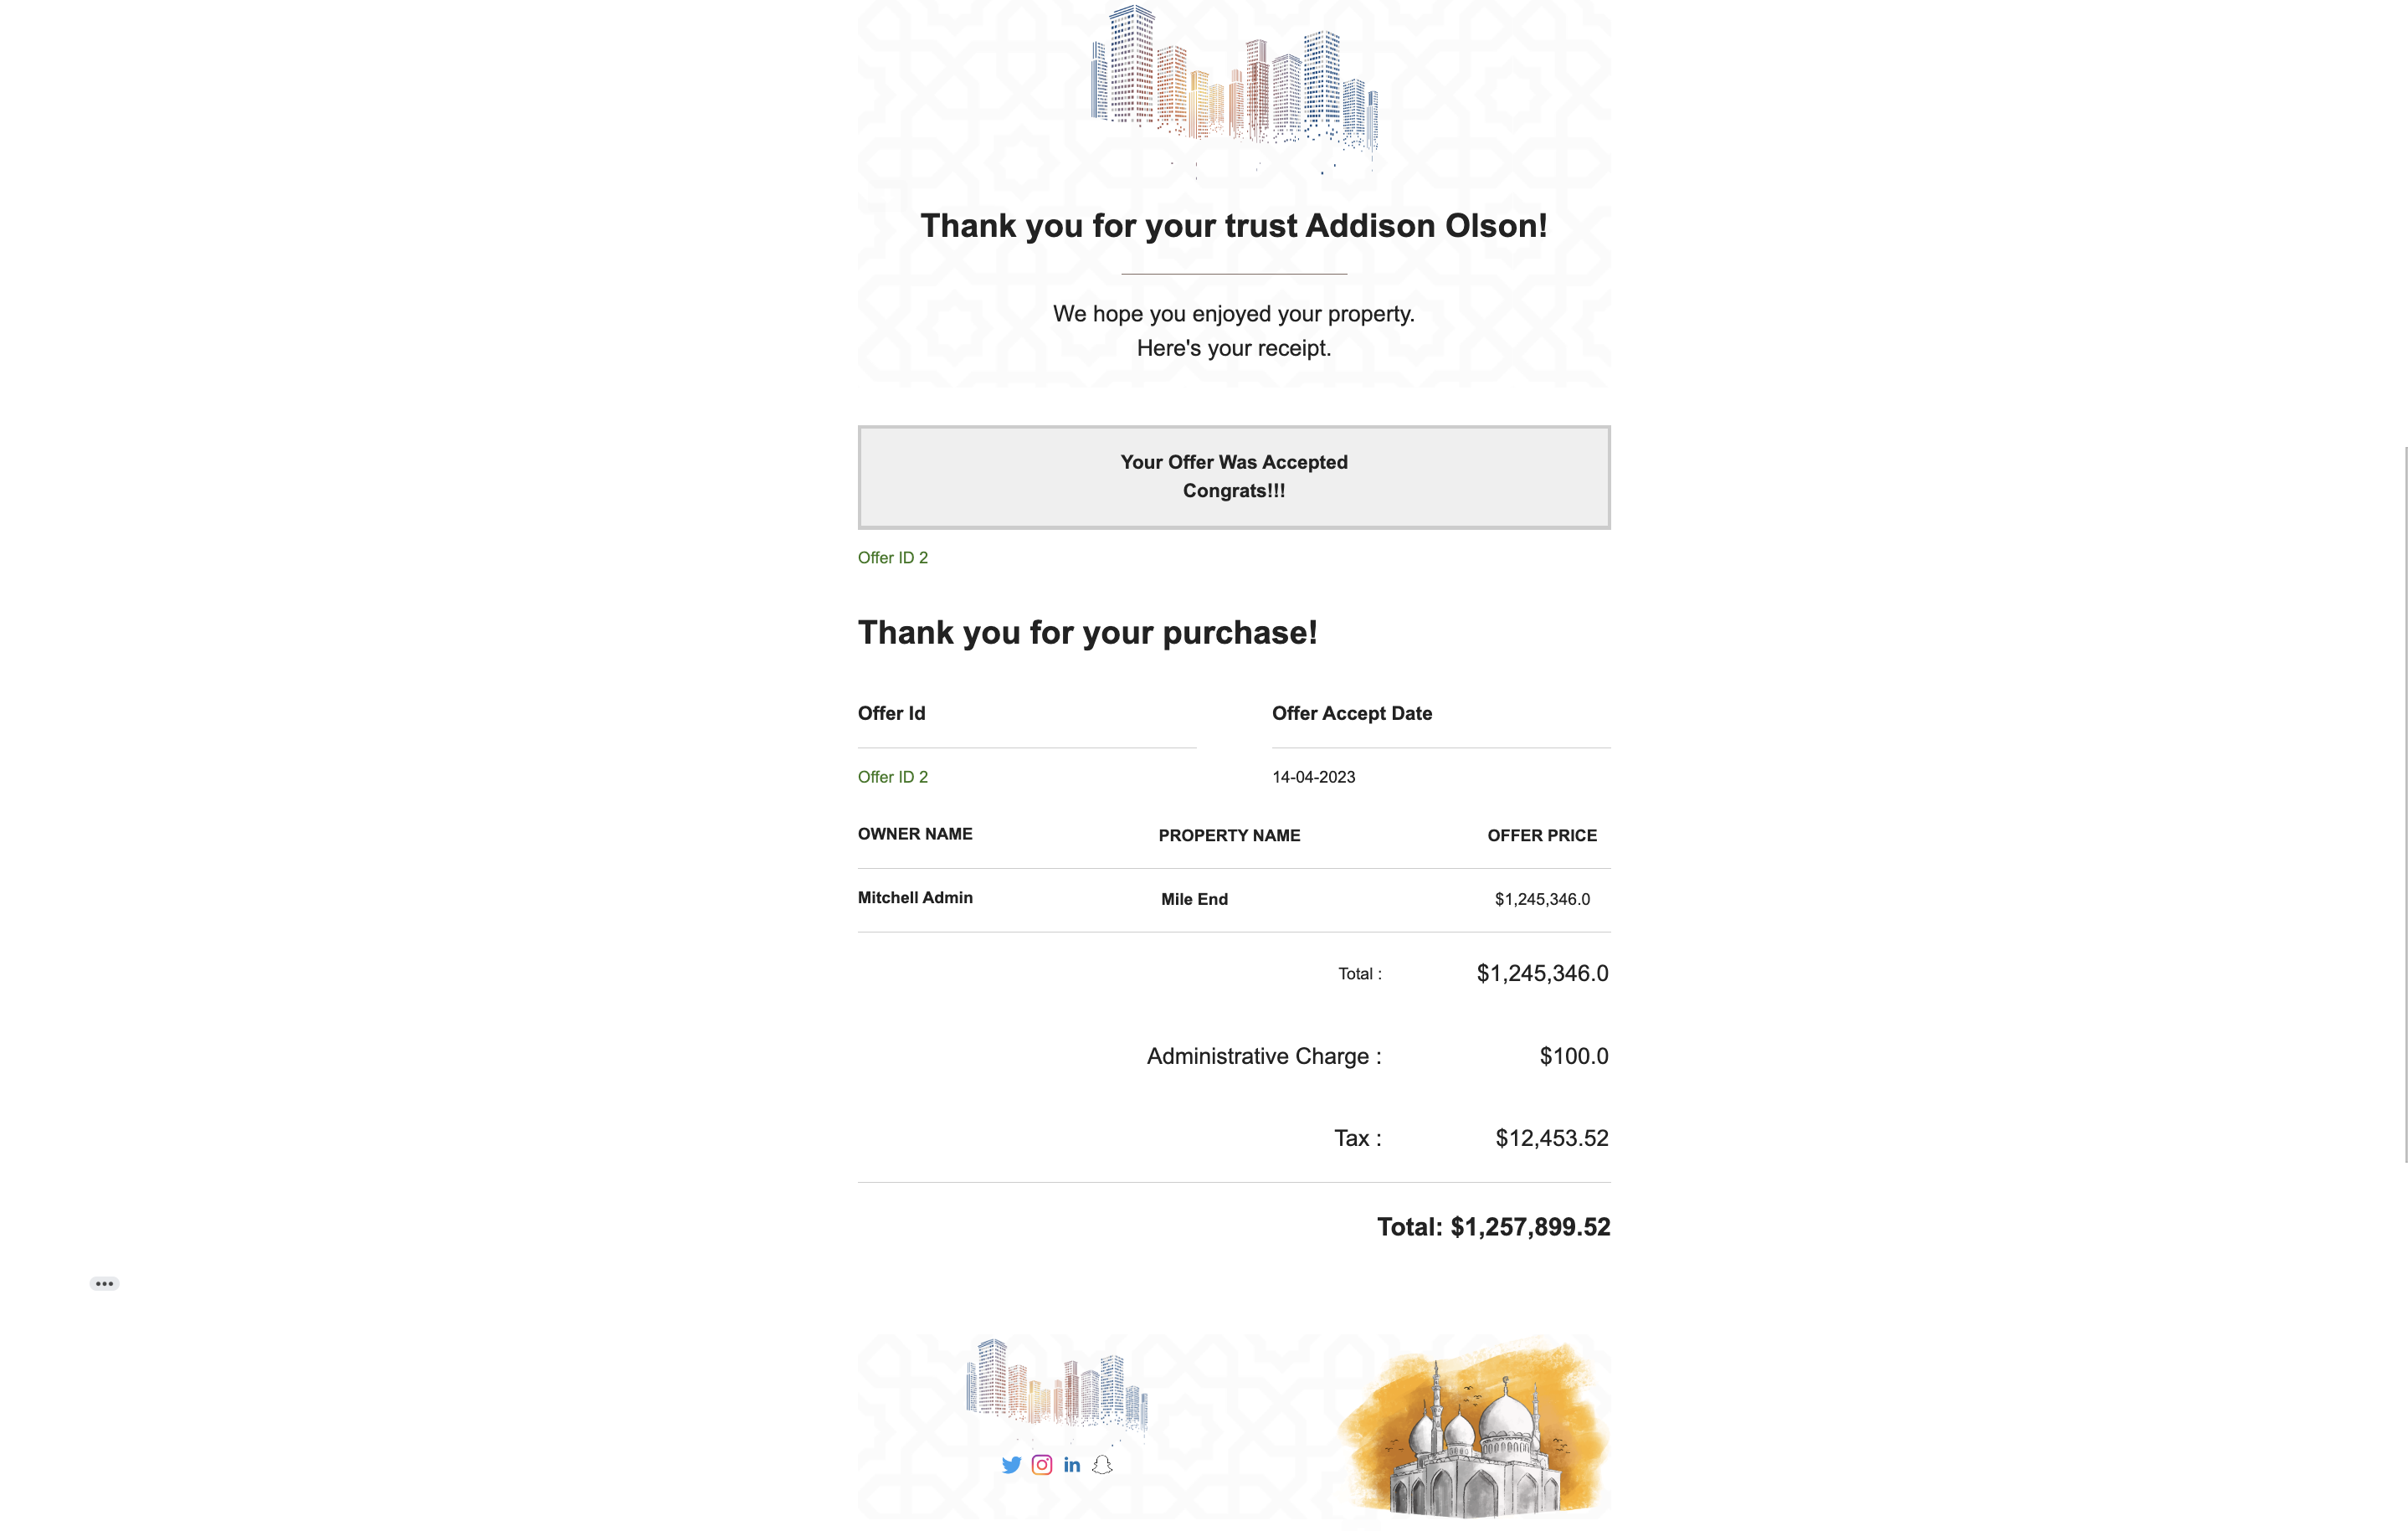 Thank you for your trust Addison Olson!
We hope you enjoyed your property.
Here's your receipt.
Your Offer Was Accepted
Congrats!!!
Offer ID 2
Thank you for your purchase!
Offer Id Offer Accept Date
Offer ID 2 14-04-2023
OWNER NAME PROPERTY NAME OFFER PRICE
Mitchell Admin Mile End $1,245,346.0
Total : $1,245,346.0
Administrative Charge : $100.0
Tax : $12,453.52
Total: $1,257,899.52
in